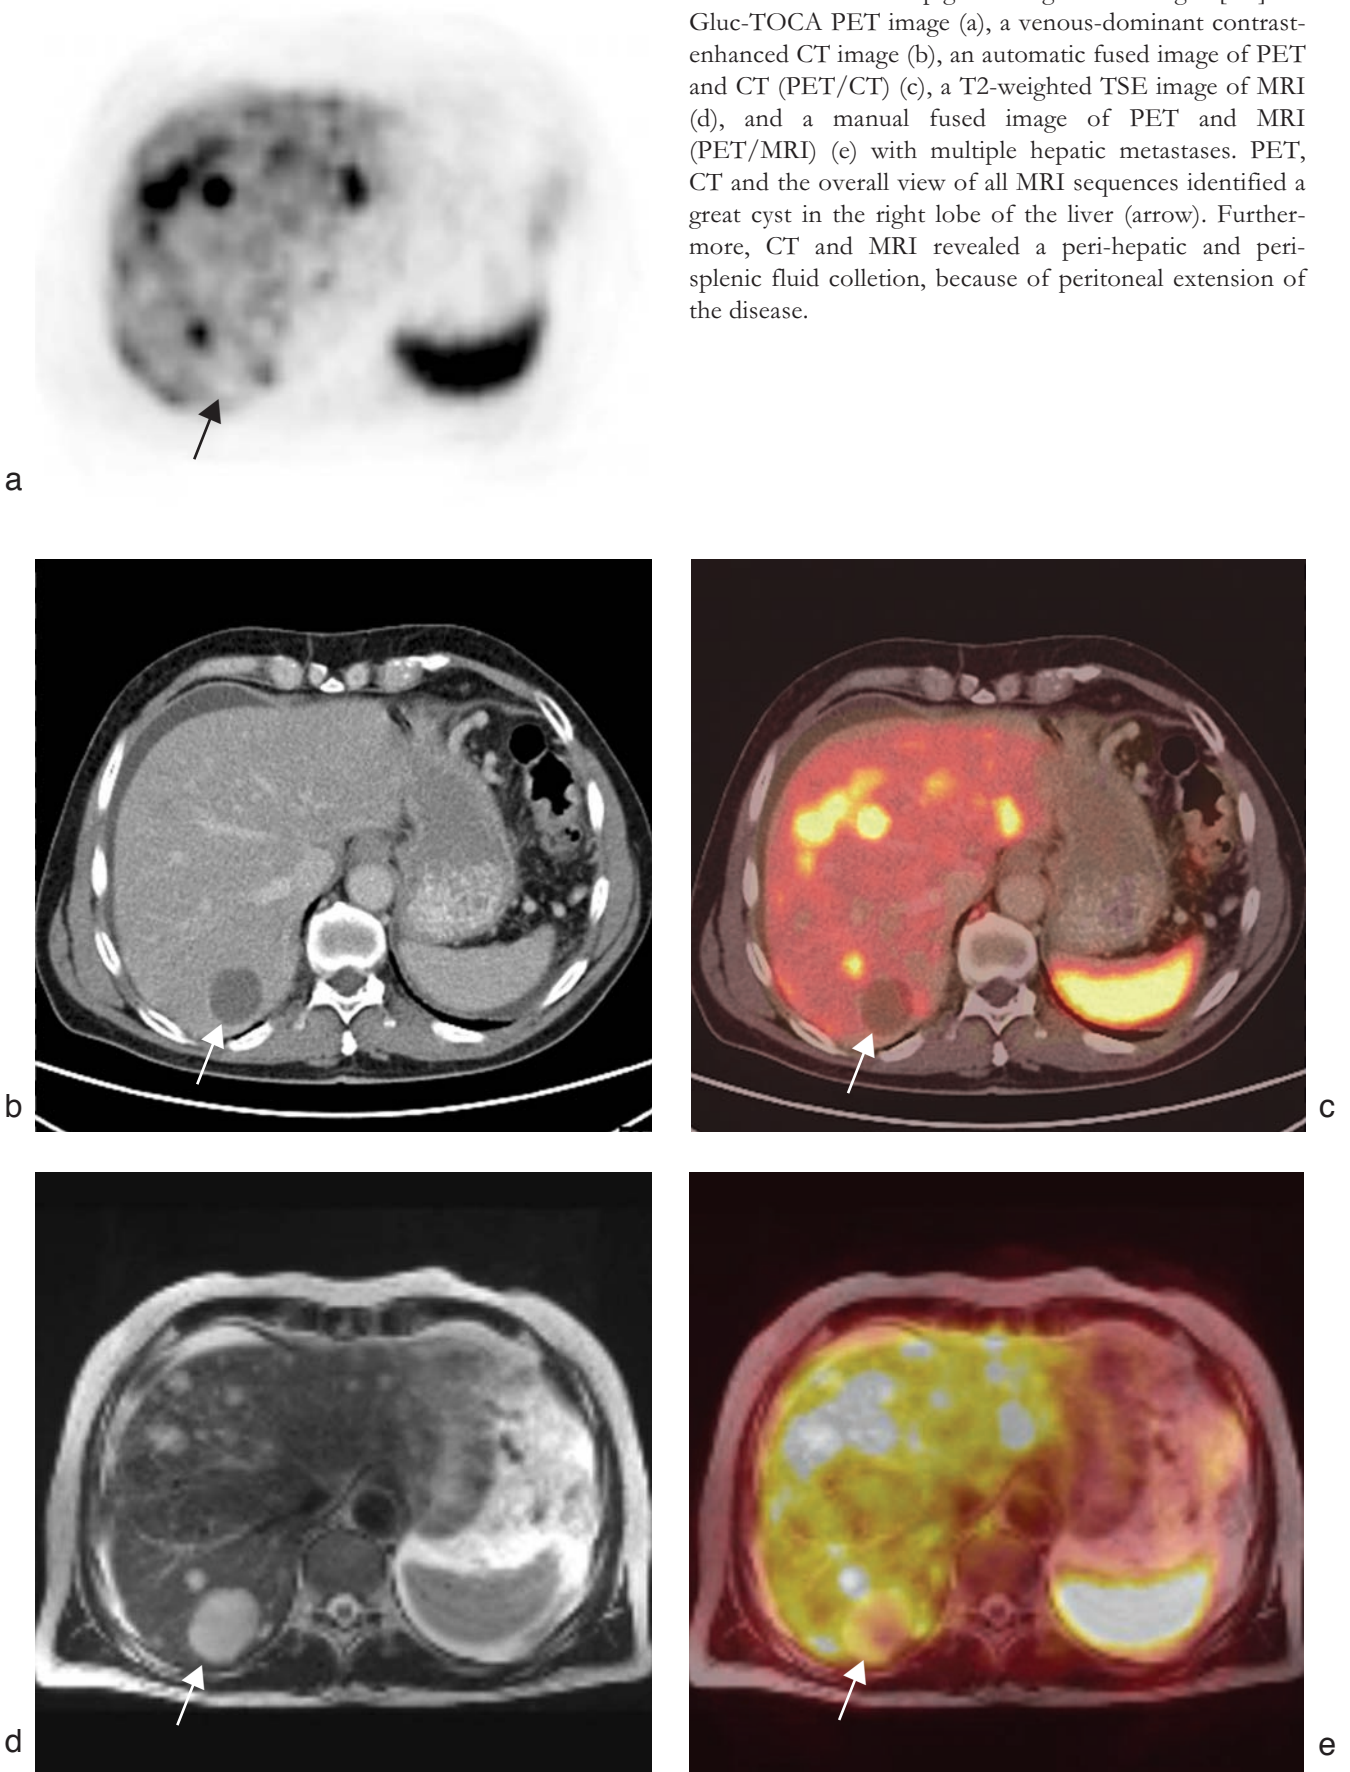 Gluc-TOCA PET image (a), a venous-dominant contrast-
enhanced CT image (b), an automatic fused image of PET
and CT (PET/CT) (c), a T2-weighted TSE image of MRI
(d), and a manual fused image of PET and MRI
(PET/MRI) (e) with multiple hepatic metastases. PET,
CT and the overall view of all MRI sequences identified a
great cyst in the right lobe of the liver (arrow). Further-
more, CT and MRI revealed a peri-hepatic and peri-
splenic fluid colletion, because of peritoneal extension of
the disease.
a
b
c
d
e